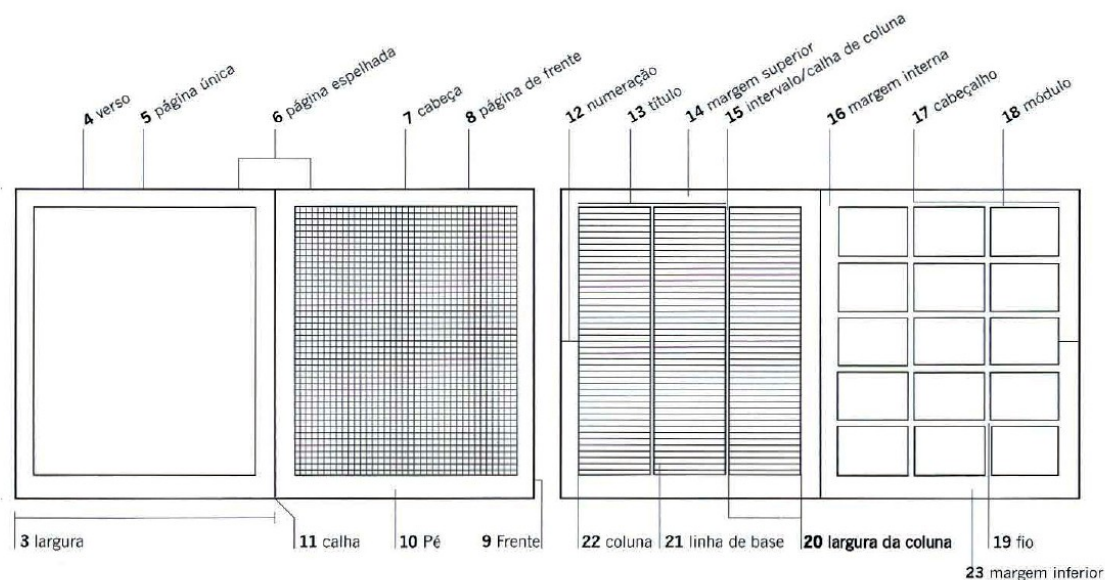 4 verso
5 página única
6 página espelhada
7 cabeça
8 página de frente
12 numeração
13 título
14 margem superior
15 intervalo/calha de coluna
16 margem interna
17 cabeçalho
18 módulo
3 largura
11 calha
10 Pé
9 Frente
22 coluna
21 linha de base
20 largura da coluna
19 fio
23 margem inferior